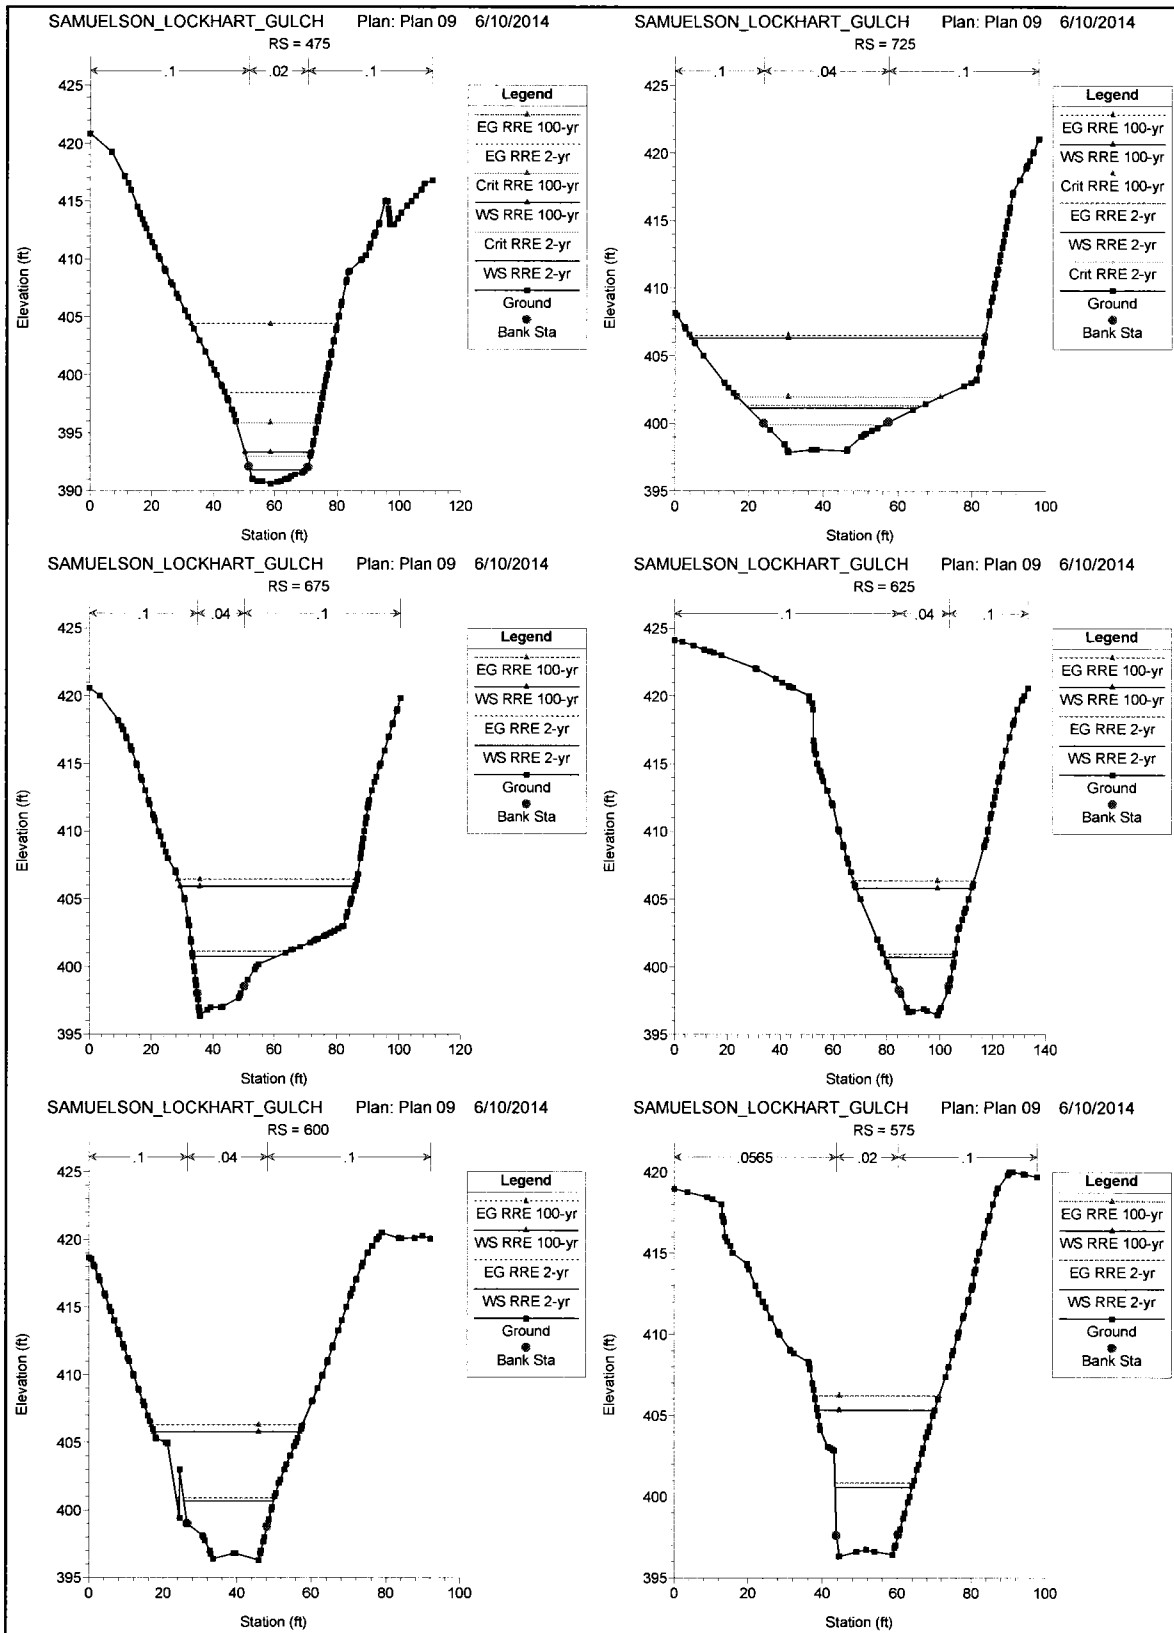 SAMUELSON_LOCKHART_GULCH Plan: Plan 09 6/10/2014
RS = 475
.1 .02 .1
Legend
EG RRE 100-yr
EG RRE 2-yr
Crit RRE 100-yr
WS RRE 100-yr
Crit RRE 2-yr
WS RRE 2-yr
Ground
Bank Sta
Elevation (ft)
425
420
415
410
405
400
395
390
0 20 40 60 80 100 120
Station (ft)
SAMUELSON_LOCKHART_GULCH Plan: Plan 09 6/10/2014
RS = 725
.1 .04 .1
Legend
EG RRE 100-yr
WS RRE 100-yr
Crit RRE 100-yr
EG RRE 2-yr
WS RRE 2-yr
Crit RRE 2-yr
Ground
Bank Sta
Elevation (ft)
425
420
415
410
405
400
395
0 20 40 60 80 100
Station (ft)
SAMUELSON_LOCKHART_GULCH Plan: Plan 09 6/10/2014
RS = 675
.1 .04 .1
Legend
EG RRE 100-yr
WS RRE 100-yr
EG RRE 2-yr
WS RRE 2-yr
Ground
Bank Sta
Elevation (ft)
425
420
415
410
405
400
395
0 20 40 60 80 100 120
Station (ft)
SAMUELSON_LOCKHART_GULCH Plan: Plan 09 6/10/2014
RS = 625
.1 .04 .1
Legend
EG RRE 100-yr
WS RRE 100-yr
EG RRE 2-yr
WS RRE 2-yr
Ground
Bank Sta
Elevation (ft)
425
420
415
410
405
400
395
0 20 40 60 80 100 120 140
Station (ft)
SAMUELSON_LOCKHART_GULCH Plan: Plan 09 6/10/2014
RS = 600
.1 .04 .1
Legend
EG RRE 100-yr
WS RRE 100-yr
EG RRE 2-yr
WS RRE 2-yr
Ground
Bank Sta
Elevation (ft)
425
420
415
410
405
400
395
0 20 40 60 80 100
Station (ft)
SAMUELSON_LOCKHART_GULCH Plan: Plan 09 6/10/2014
RS = 575
.0565 .02 .1
Legend
EG RRE 100-yr
WS RRE 100-yr
EG RRE 2-yr
WS RRE 2-yr
Ground
Bank Sta
Elevation (ft)
420
415
410
405
400
395
0 20 40 60 80 100
Station (ft)